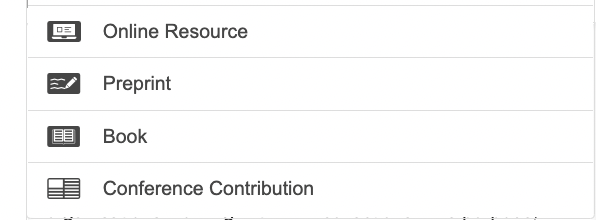 Online Resource
Preprint
Book
Conference Contribution